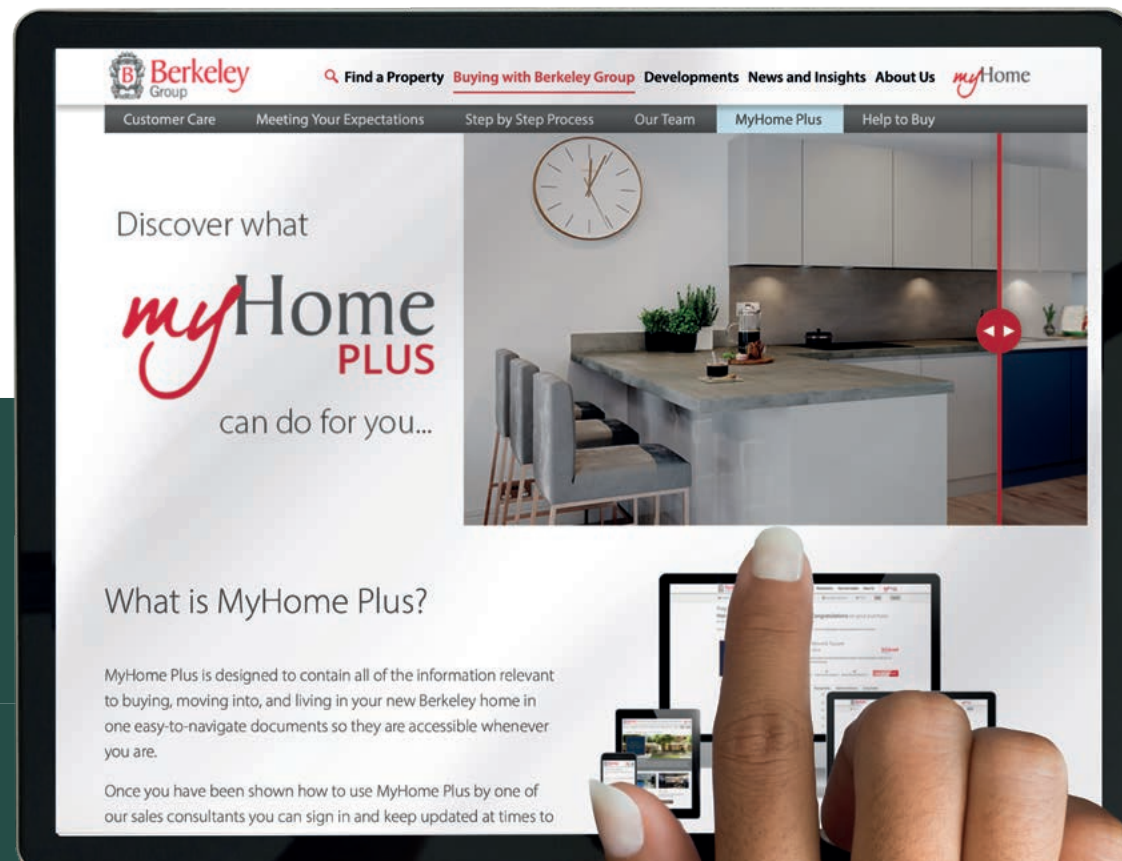 Berkeley
Group
Find a Property Buying with Berkeley Group Developments News and Insights About Us myHome
Customer Care Meeting Your Expectations Step by Step Process Our Team MyHome Plus Help to Buy
Discover what
myHome
PLUS
can do for you...
What is MyHome Plus?
MyHome Plus is designed to contain all of the information relevant
to buying, moving into, and living in your new Berkeley home in
one easy-to-navigate documents so they are accessible whenever
you are.
Once you have been shown how to use MyHome Plus by one of
our sales consultants you can sign in and keep updated at times to